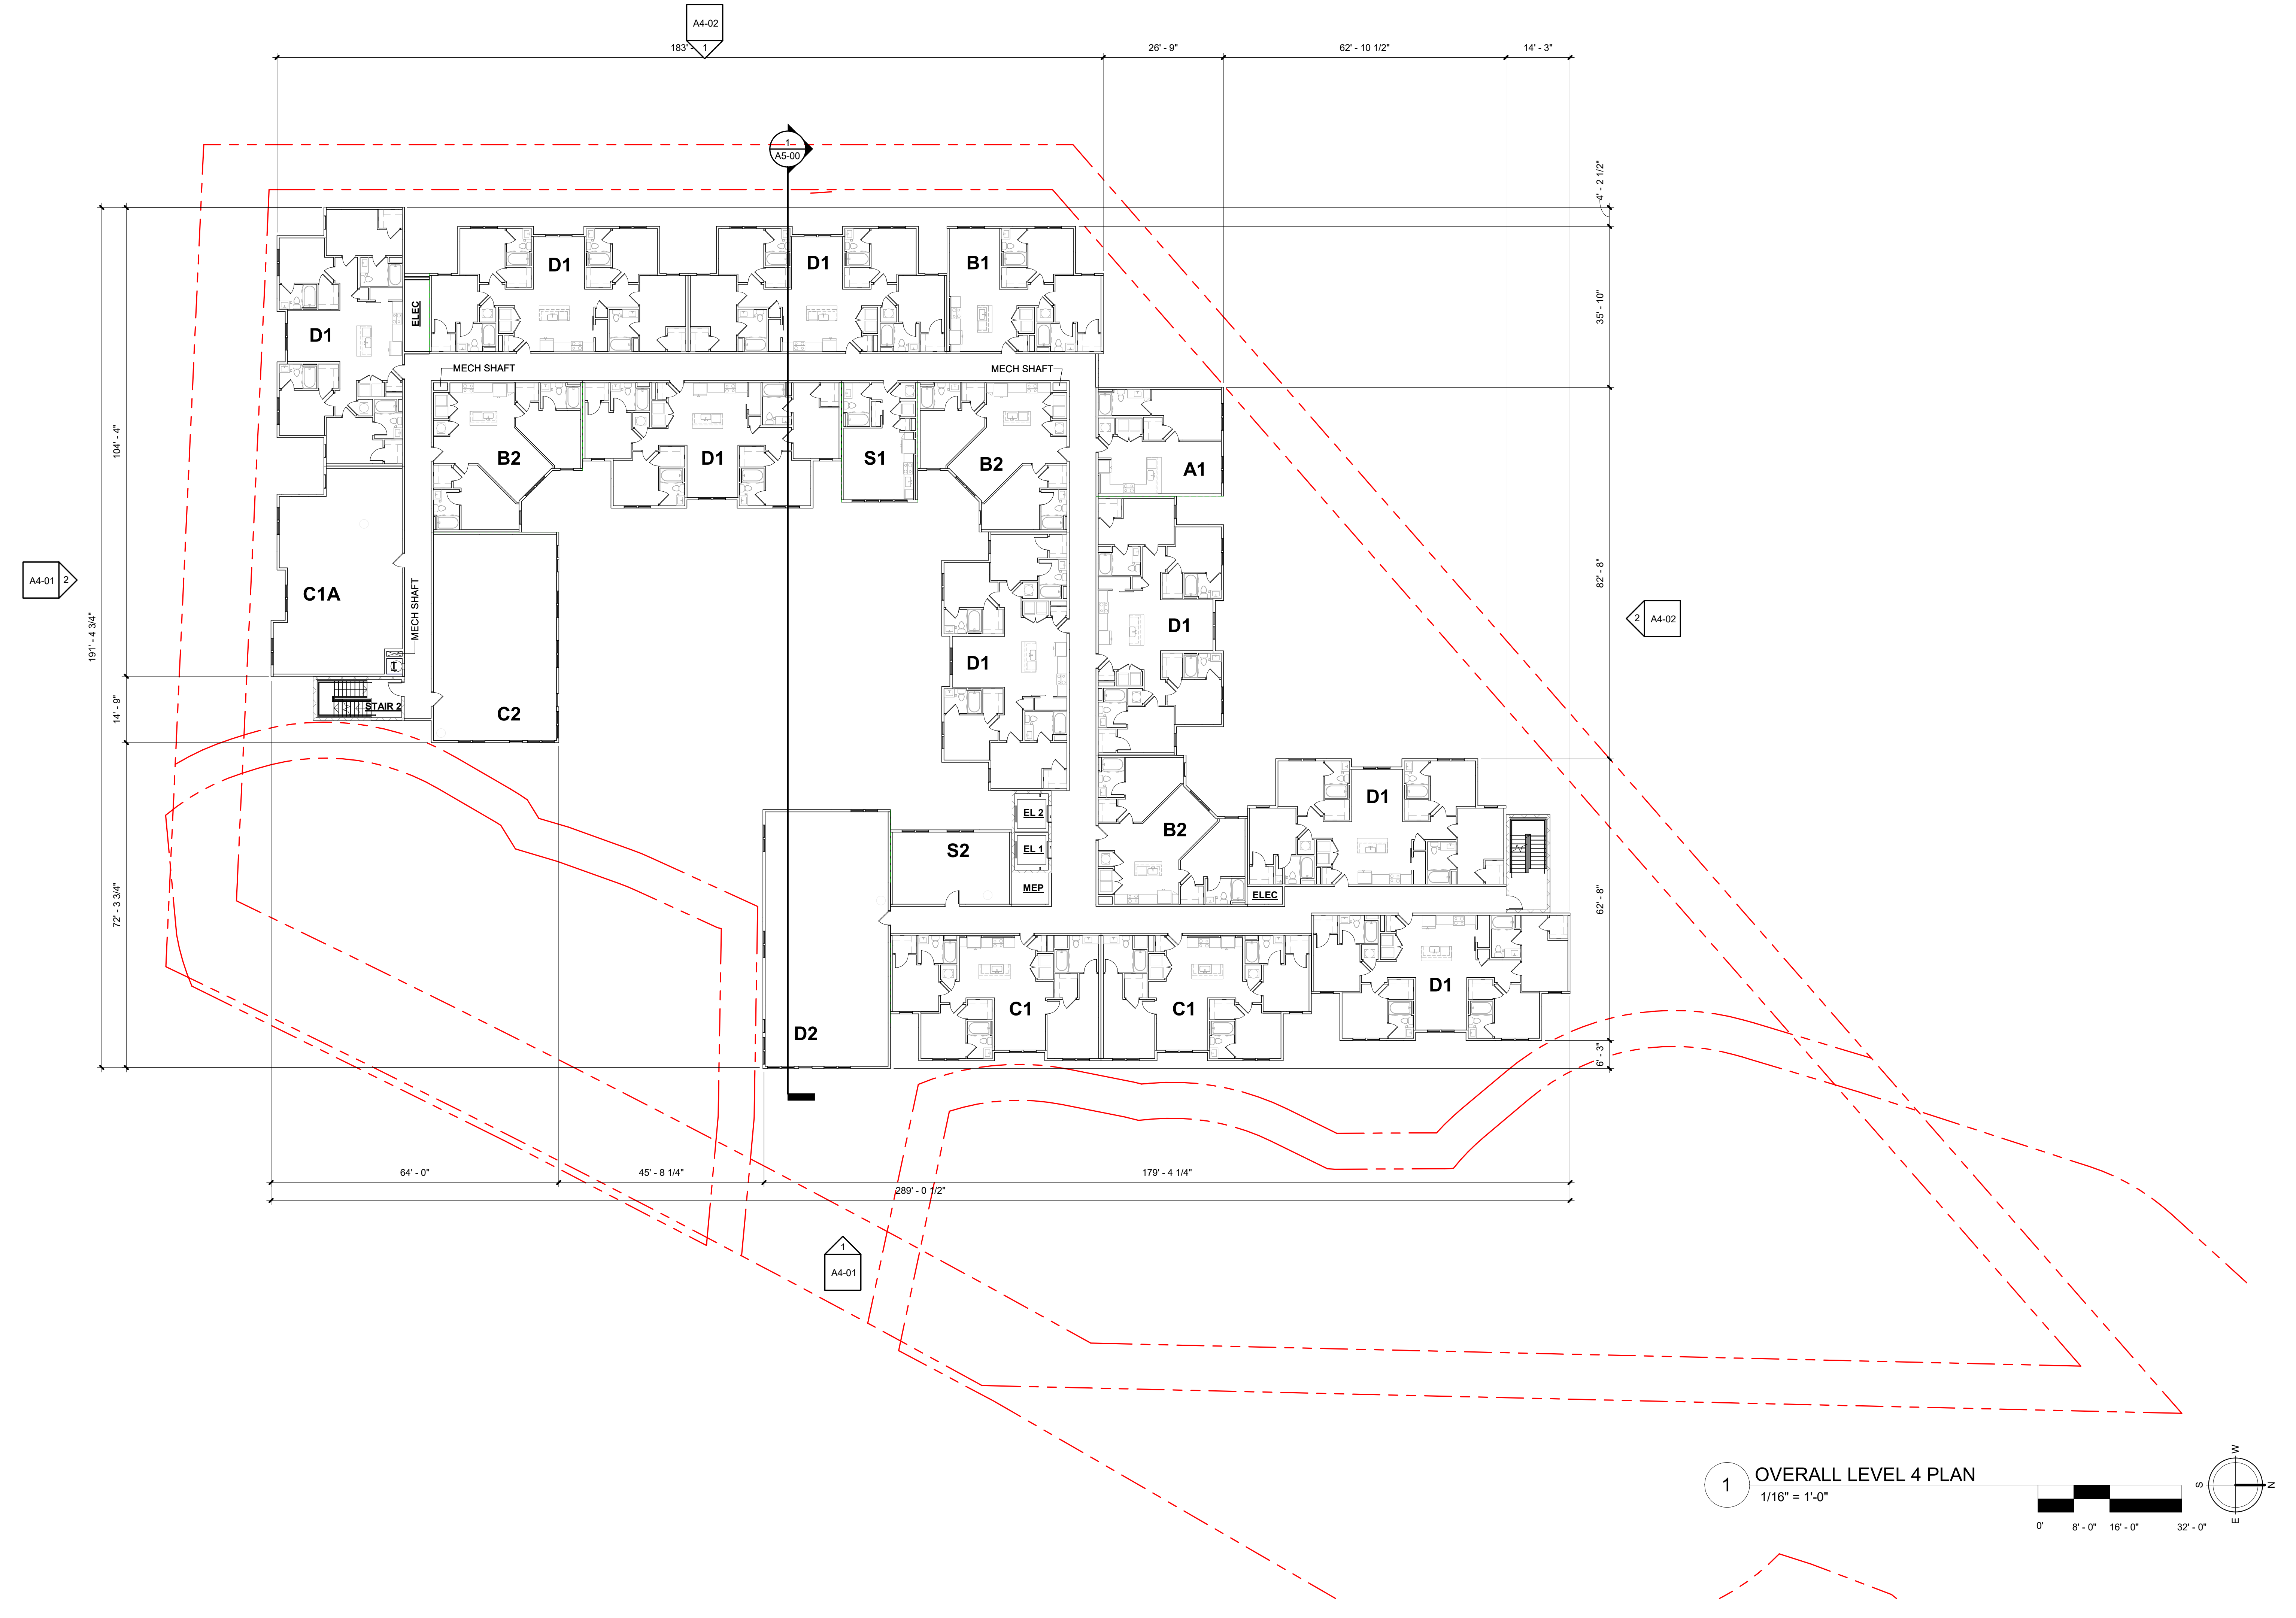 A4-02
1
183' -
26' - 9"
62' - 10 1/2"
14' - 3"
1
A5-00
4' - 2 1/2"
D1
D1
B1
ELEC
35' - 10"
D1
MECH SHAFT
MECH SHAFT
104' - 4"
B2
D1
S1
B2
A1
A4-01
2
C1A
MECH SHAFT
82' - 8"
191' - 4 3/4"
D1
2
A4-02
D1
T
STAIR 2
14' - 9"
C2
D1
EL 2
B2
EL 1
S2
MEP
ELEC
72' - 3 3/4"
62' - 8"
D1
C1
C1
D2
6' - 3"
64' - 0"
45' - 8 1/4"
179' - 4 1/4"
289' - 0 1/2"
1
A4-01
1
OVERALL LEVEL 4 PLAN
1/16" = 1'-0"
0'
8' - 0"
16' - 0"
32' - 0"
W
S
N
E